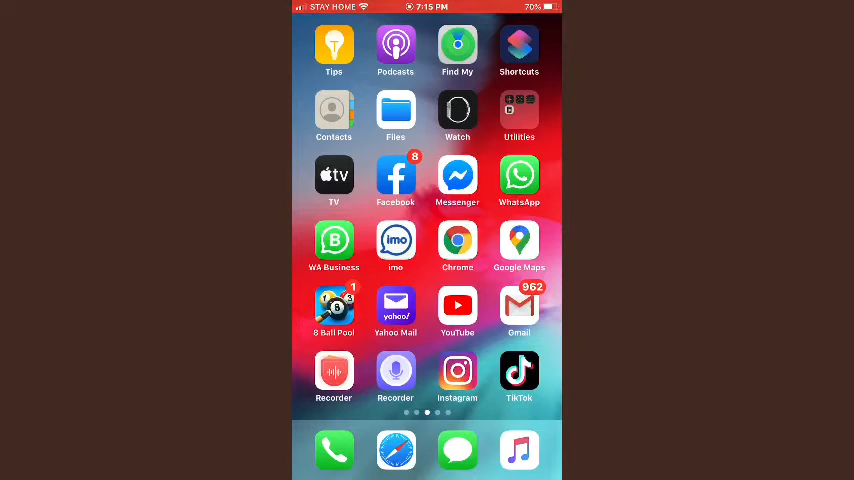 STAY HOME 7:15 PM 70%
Tips Podcasts Find My Shortcuts
Contacts Files Watch Utilities
tv 8
TV Facebook Messenger WhatsApp
B imo
WA Business imo Chrome Google Maps
1 yahoo! 962
8 Ball Pool Yahoo Mail YouTube Gmail
Recorder Recorder Instagram TikTok